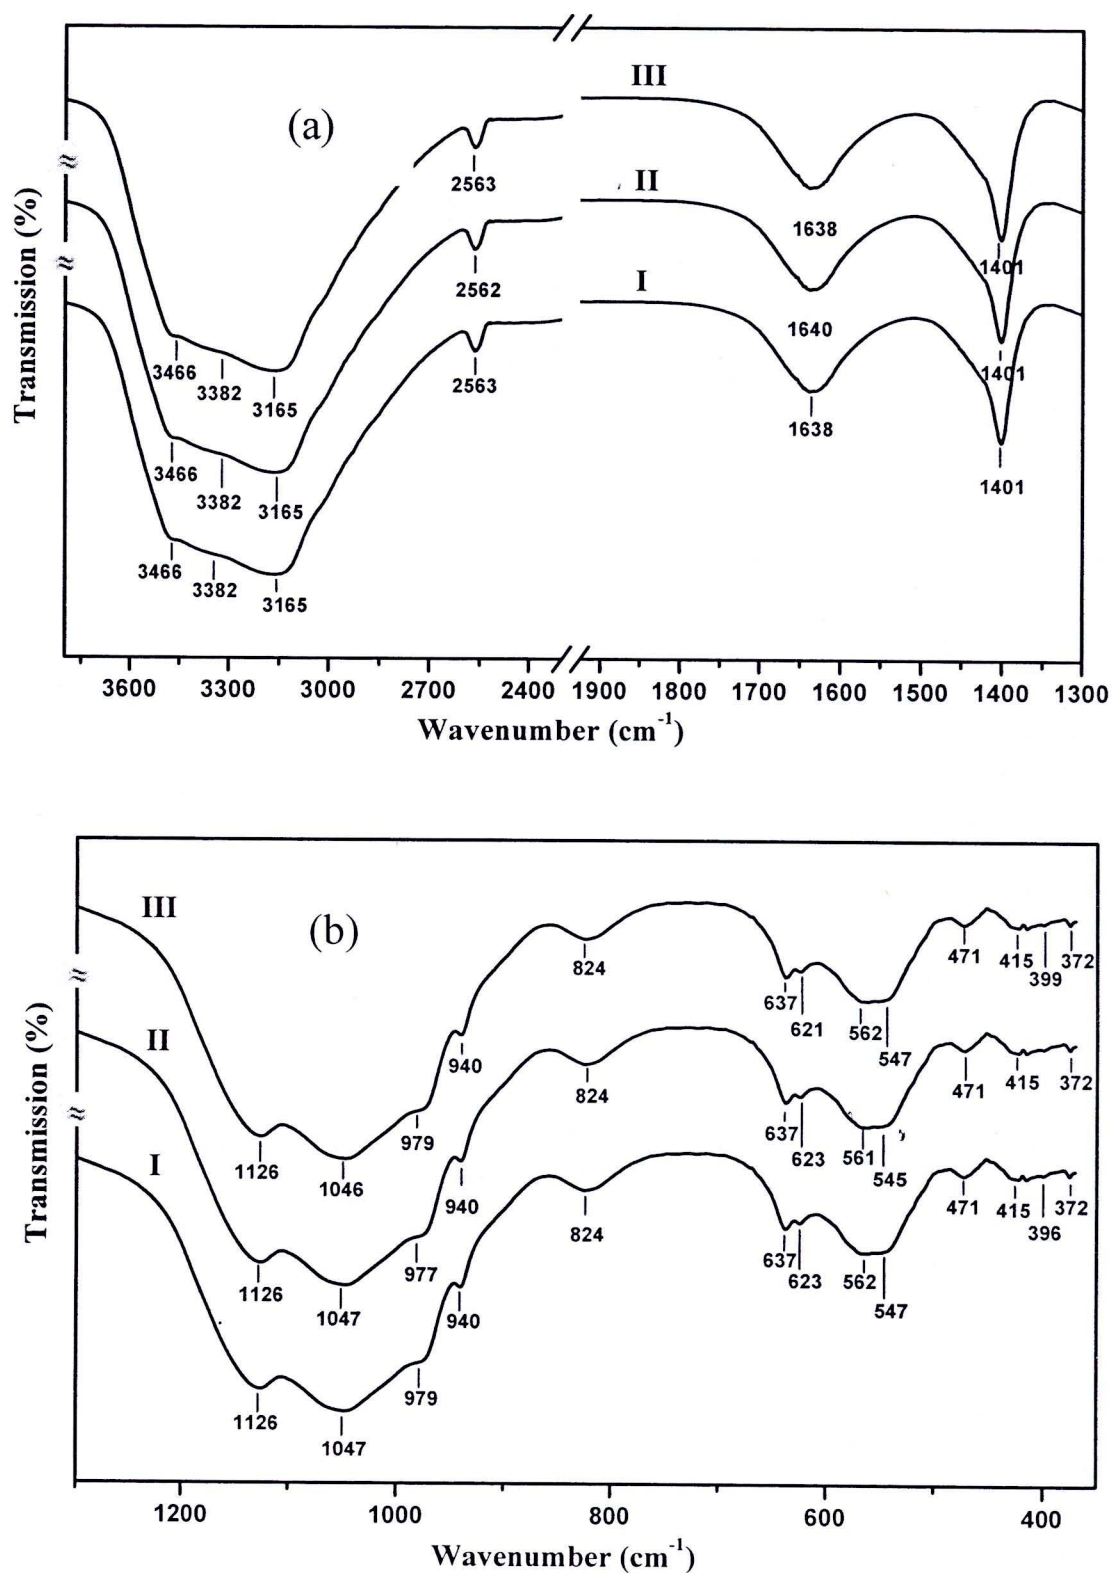 III
(a)
2563
II
1638
1401
2562
I
1640
3466
3382
3165
2563
1401
1638
3466
3382
3165
1401
3466
3382
3165
Transmission (%)
3600 3300 3000 2700 2400 1900 1800 1700 1600 1500 1400 1300
Wavenumber (cm-1)
III
(b)
824
471 415 399 372
637 621 562 547
II
940
979
1126 1046
824
471 415 372
637 623 561 545
I
940
977
1126 1047
824
471 415 396 372
637 623 562 547
940
979
1126 1047
Transmission (%)
1200 1000 800 600 400
Wavenumber (cm-1)